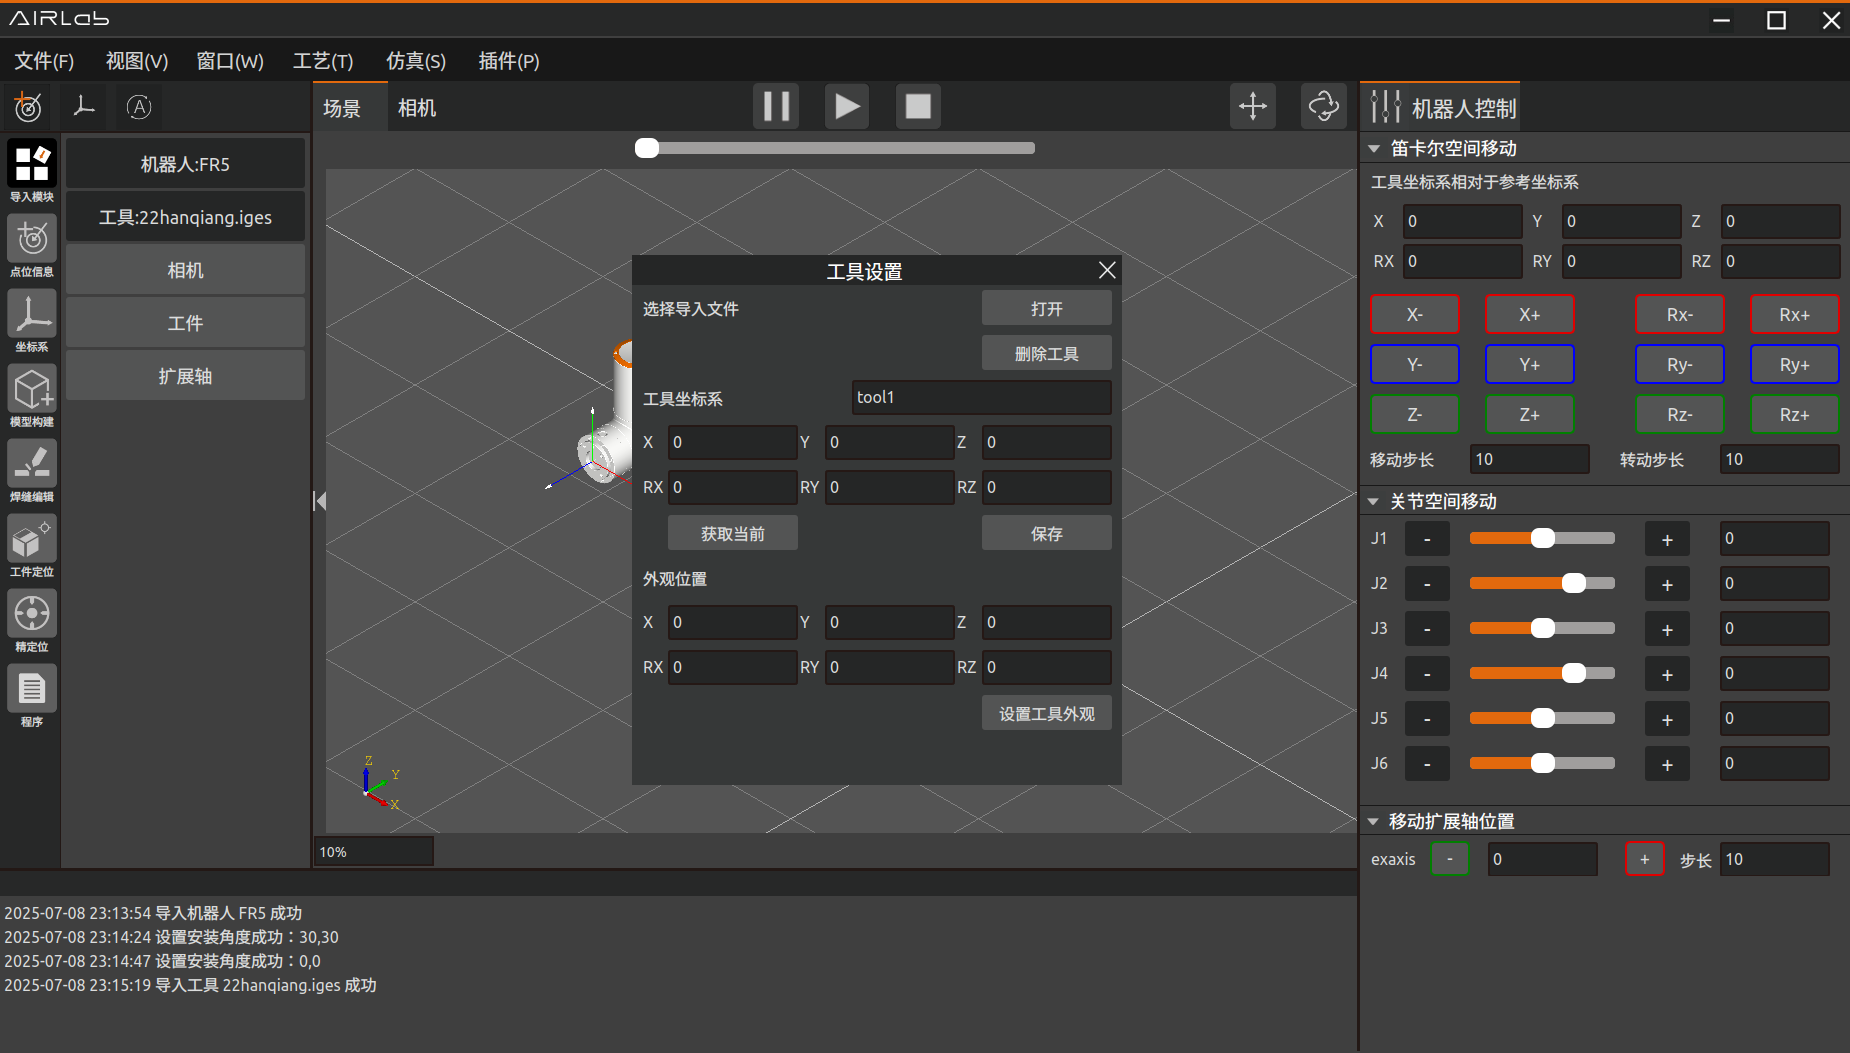 AIRLab
文件(F) 视图(V) 窗口(W) 工艺(T) 仿真(S) 插件(P)
A
场景 相机
机器人控制
导入模块
点位信息
坐标系
模型构建
焊缝编辑
工件定位
精定位
程序
机器人:FR5
工具:22hanqiang.iges
相机
工件
扩展轴
工具设置
选择导入文件 打开
删除工具
工具坐标系 tool1
X 0 Y 0 Z 0
RX 0 RY 0 RZ 0
获取当前 保存
外观位置
X 0 Y 0 Z 0
RX 0 RY 0 RZ 0
设置工具外观
Z
Y
X
10%
笛卡尔空间移动
工具坐标系相对于参考坐标系
X 0 Y 0 Z 0
RX 0 RY 0 RZ 0
X- X+ Rx- Rx+
Y- Y+ Ry- Ry+
Z- Z+ Rz- Rz+
移动步长 10 转动步长 10
关节空间移动
J1 - + 0
J2 - + 0
J3 - + 0
J4 - + 0
J5 - + 0
J6 - + 0
移动扩展轴位置
exaxis - 0 + 步长 10
2025-07-08 23:13:54 导入机器人 FR5 成功
2025-07-08 23:14:24 设置安装角度成功：30,30
2025-07-08 23:14:47 设置安装角度成功：0,0
2025-07-08 23:15:19 导入工具 22hanqiang.iges 成功